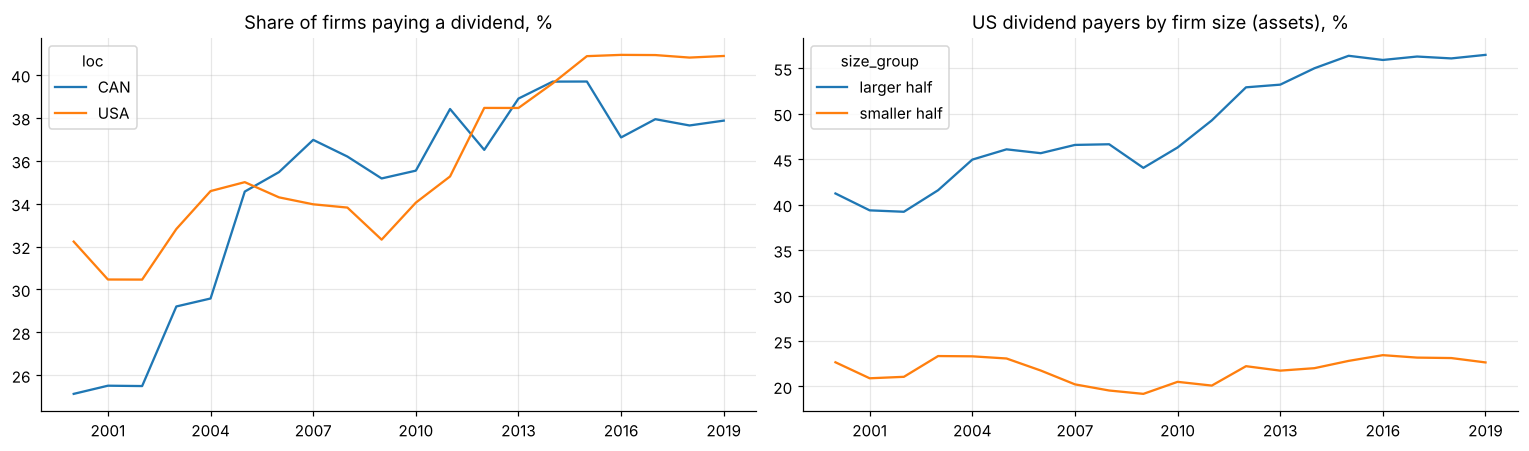 Share of firms paying a dividend, %
loc
CAN
USA
40
38
36
34
32
30
28
26
2001 2004 2007 2010 2013 2016 2019
US dividend payers by firm size (assets), %
size_group
larger half
smaller half
55
50
45
40
35
30
25
20
2001 2004 2007 2010 2013 2016 2019